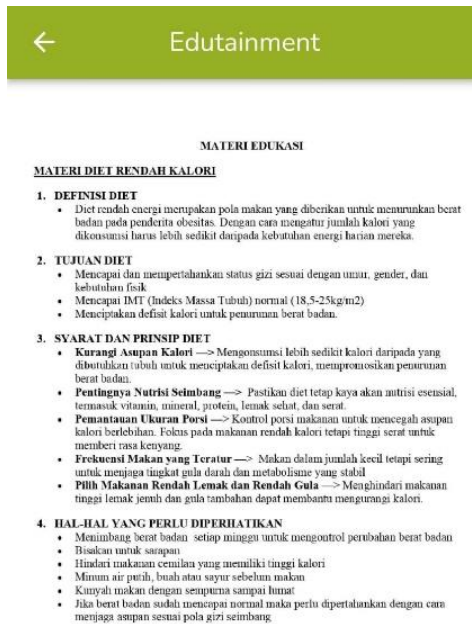 Edutainment
MATERI EDUKASI
MATERI DIET RENDAH KALORI
1. DEFINISI DIET
• Diet rendah energi merupakan pola makan yang diberikan untuk menurunkan berat
badan pada penderita obesitas. Dengan cara mengatur jumlah kalori yang
dikonsumsi harus lebih sedikit daripada kebutuhan energi harian mereka.
2. TUJUAN DIET
• Mencapai dan mempertahankan status gizi sesuai dengan umur, gender, dan
kebutuhan fisik
• Mencapai IMT (Indeks Massa Tubuh) normal (18,5-25kg/m2)
• Menciptakan defisit kalori untuk penurunan berat badan.
3. SYARAT DAN PRINSIP DIET
• Kurangi Asupan Kalori —> Mengonsumsi lebih sedikit kalori daripada yang
dibutuhkan tubuh untuk menciptakan defisit kalori, mempromosikan penurunan
berat badan.
• Pentingnya Nutrisi Seimbang —> Pastikan diet tetap kaya akan nutrisi esensial,
termasuk vitamin, mineral, protein, lemak sehat, dan serat.
• Pemantauan Ukuran Porsi —> Kontrol porsi makanan untuk mencegah asupan
kalori berlebihan. Fokus pada makanan rendah kalori tetapi tinggi serat untuk
memberi rasa kenyang.
• Frekuensi Makan yang Teratur —> Makan dalam jumlah kecil tetapi sering
untuk menjaga tingkat gula darah dan metabolisme yang stabil
• Pilih Makanan Rendah Lemak dan Rendah Gula —> Menghindari makanan
tinggi lemak jenuh dan gula tambahan dapat membantu mengurangi kalori.
4. HAL-HAL YANG PERLU DIPERHATIKAN
• Menimbang berat badan setiap minggu untuk mengontrol perubahan berat badan
• Bisakan untuk sarapan
• Hindari makanan cemilan yang memiliki tinggi kalori
• Minum air putih, buah atau sayur sebelum makan
• Kunyah makan dengan sempurna sampai lumat
• Jika berat badan sudah mencapai normal maka perlu dipertahankan dengan cara
menjaga asupan sesuai pola gizi seimbang